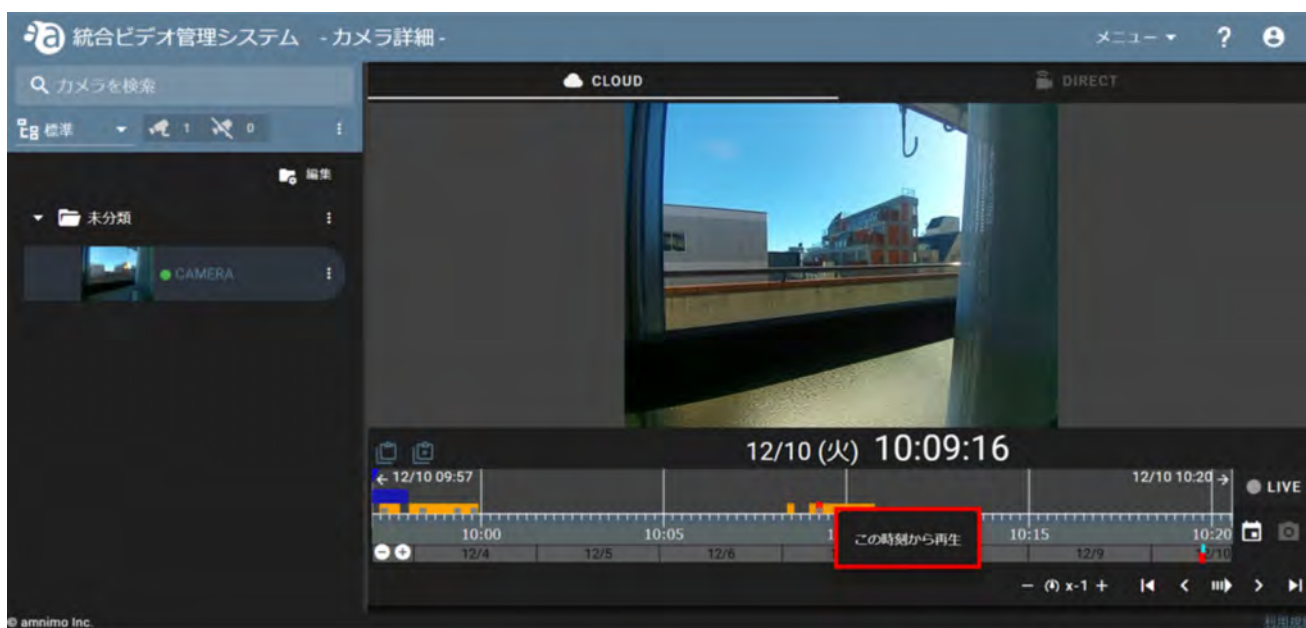 統合ビデオ管理システム - カメラ詳細 -
メニュー
?
カメラを検索
CLOUD
DIRECT
標準 1 0
編集
未分類
CAMERA
12/10 (火) 10:09:16
← 12/10 09:57
12/10 10:20 →
LIVE
10:00 10:05 10:15 10:20
この時刻から再生
12/4 12/5 12/6 12/9 12/10
− x-1 +
© amnimo Inc.